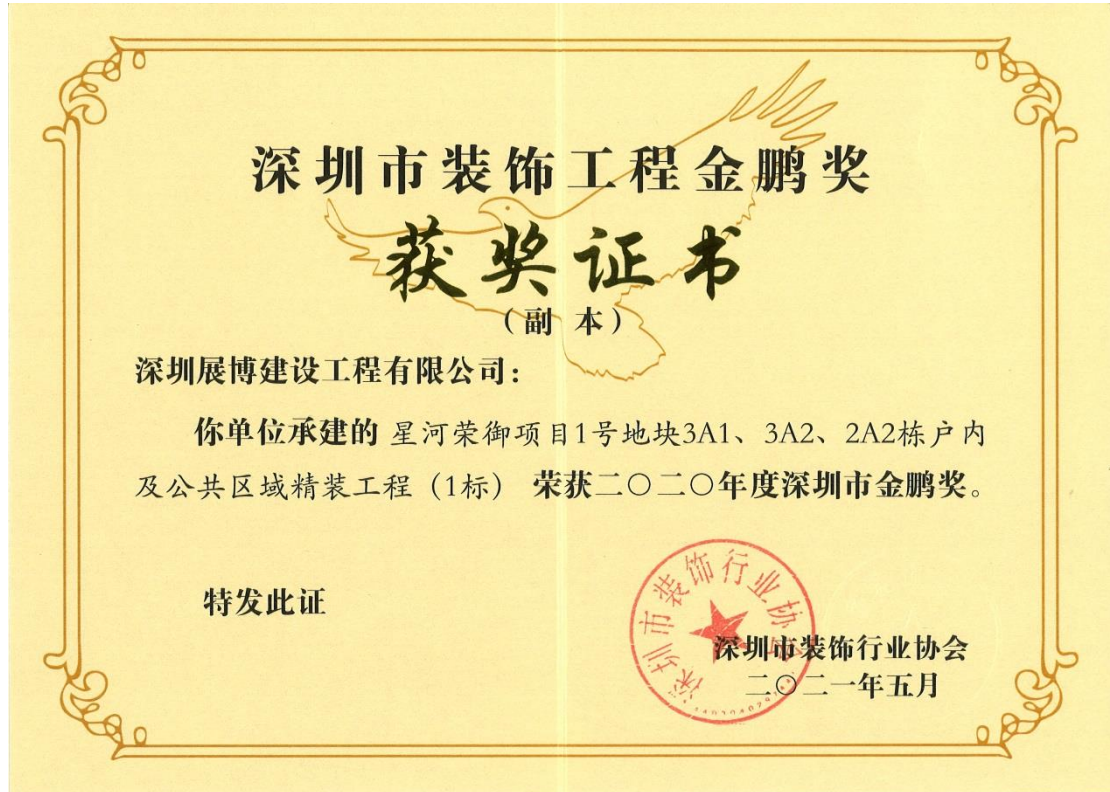 深圳市装饰工程金鹏奖
获奖证书
（副 本）
深圳展博建设工程有限公司：
你单位承建的 星河荣御项目1号地块3A1、3A2、2A2栋户内
及公共区域精装工程（1标） 荣获二〇二〇年度深圳市金鹏奖。
特发此证
深圳市装饰行业协会
深圳市装饰行业协会
二〇二一年五月